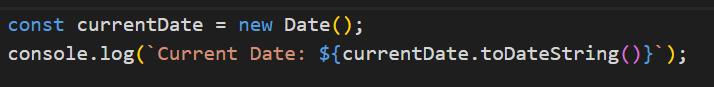 const currentDate = new Date();
console.log(`Current Date: ${currentDate.toDateString()}`);